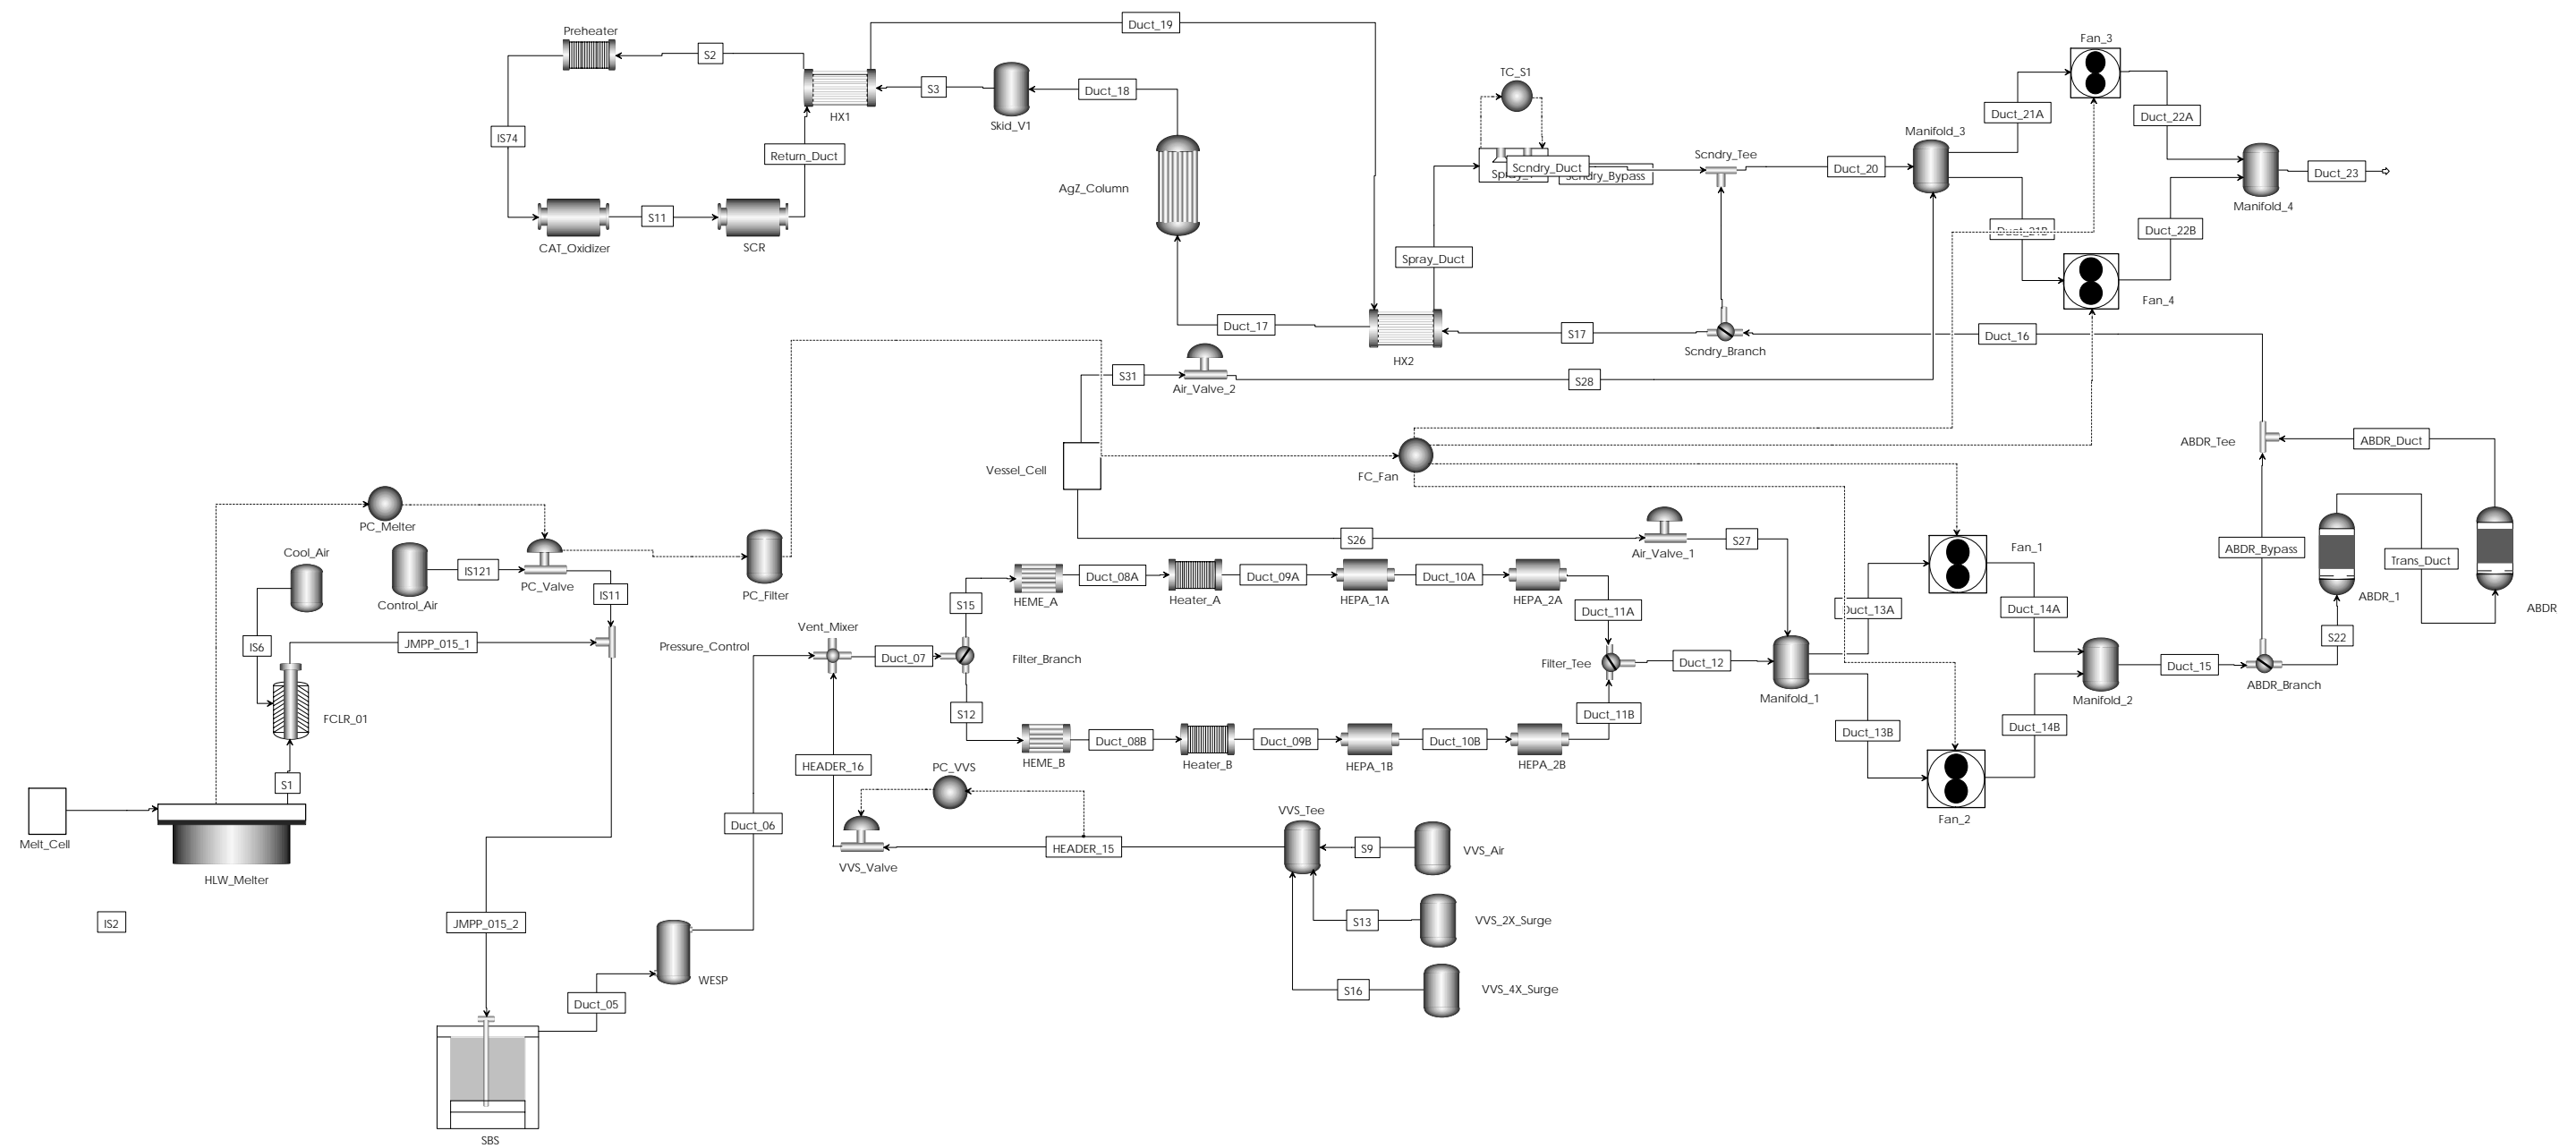 Duct_19
Preheater
S2
Fan_3
HX1
S3
Duct_18
Skid_V1
TC_S1
Duct_21A
Duct_22A
IS74
Return_Duct
Manifold_3
AgZ_Column
Scndry_Duct
Scndry_Bypass
Scndry_Tee
Duct_20
Duct_23
Manifold_4
S11
CAT_Oxidizer
SCR
Duct_21B
Duct_22B
Spray_Duct
Fan_4
Duct_17
HX2
S17
Scndry_Branch
Duct_16
S31
Air_Valve_2
S28
ABDR_Tee
ABDR_Duct
Vessel_Cell
FC_Fan
PC_Melter
Cool_Air
Control_Air
IS121
PC_Valve
IS11
PC_Filter
S26
Air_Valve_1
S27
Fan_1
ABDR_Bypass
Trans_Duct
ABDR_1
ABDR
HEME_A
Duct_08A
Heater_A
Duct_09A
HEPA_1A
Duct_10A
HEPA_2A
S15
Duct_11A
Duct_13A
Duct_14A
S22
IS6
JMPP_015_1
Pressure_Control
Vent_Mixer
Duct_07
Filter_Branch
Filter_Tee
Duct_12
Manifold_1
Manifold_2
Duct_15
ABDR_Branch
FCLR_01
S12
Duct_11B
Duct_13B
Duct_14B
HEME_B
Duct_08B
Heater_B
Duct_09B
HEPA_1B
Duct_10B
HEPA_2B
HEADER_16
PC_VVS
S1
Melt_Cell
HLW_Melter
Duct_06
VVS_Valve
HEADER_15
VVS_Tee
S9
VVS_Air
Fan_2
IS2
JMPP_015_2
S13
VVS_2X_Surge
WESP
Duct_05
S16
VVS_4X_Surge
SBS